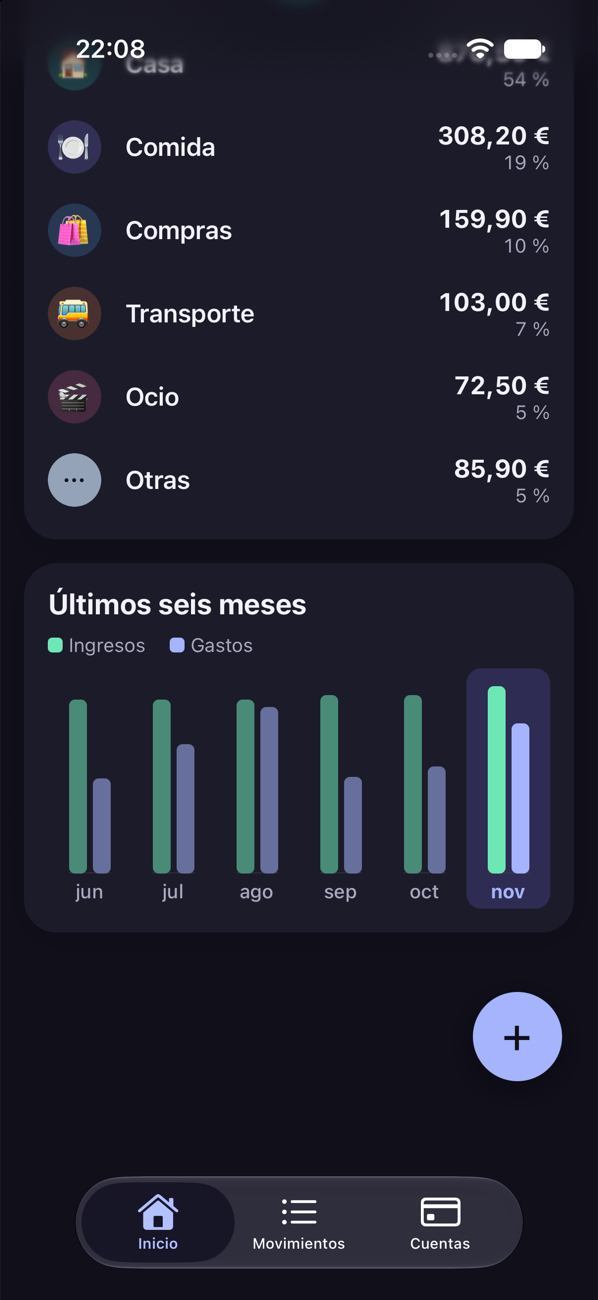 22:08
Casa
54 %
Comida
308,20 €
19 %
Compras
159,90 €
10 %
Transporte
103,00 €
7 %
Ocio
72,50 €
5 %
Otras
85,90 €
5 %
Últimos seis meses
Ingresos Gastos
jun jul ago sep oct nov
Inicio Movimientos Cuentas